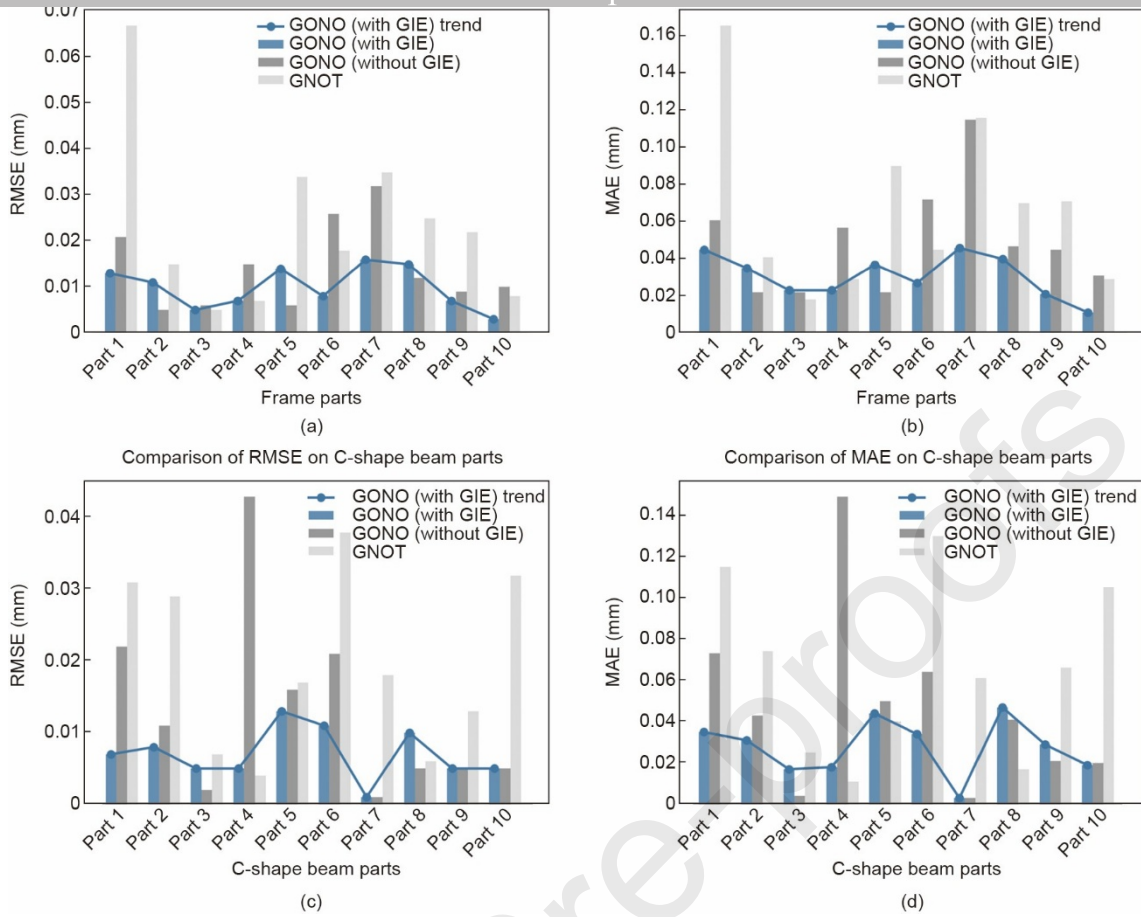 0.07
0.06
0.05
0.04
0.03
0.02
0.01
0
RMSE (mm)
GONO (with GIE) trend
GONO (with GIE)
GONO (without GIE)
GNOT
Part 1
Part 2
Part 3
Part 4
Part 5
Part 6
Part 7
Part 8
Part 9
Part 10
Frame parts
(a)
0.16
0.12
0.10
0.08
0.06
0.04
0.02
0
MAE (mm)
GONO (with GIE) trend
GONO (with GIE)
GONO (without GIE)
GNOT
Part 1
Part 2
Part 3
Part 4
Part 5
Part 6
Part 7
Part 8
Part 9
Part 10
Frame parts
(b)
Comparison of RMSE on C-shape beam parts
0.04
0.03
0.02
0.01
0
RMSE (mm)
GONO (with GIE) trend
GONO (with GIE)
GONO (without GIE)
GNOT
Part 1
Part 2
Part 3
Part 4
Part 5
Part 6
Part 7
Part 8
Part 9
Part 10
C-shape beam parts
(c)
Comparison of MAE on C-shape beam parts
0.14
0.12
0.10
0.08
0.06
0.04
0.02
0
MAE (mm)
GONO (with GIE) trend
GONO (with GIE)
GONO (without GIE)
GNOT
Part 1
Part 2
Part 3
Part 4
Part 5
Part 6
Part 7
Part 8
Part 9
Part 10
C-shape beam parts
(d)
re-proofs